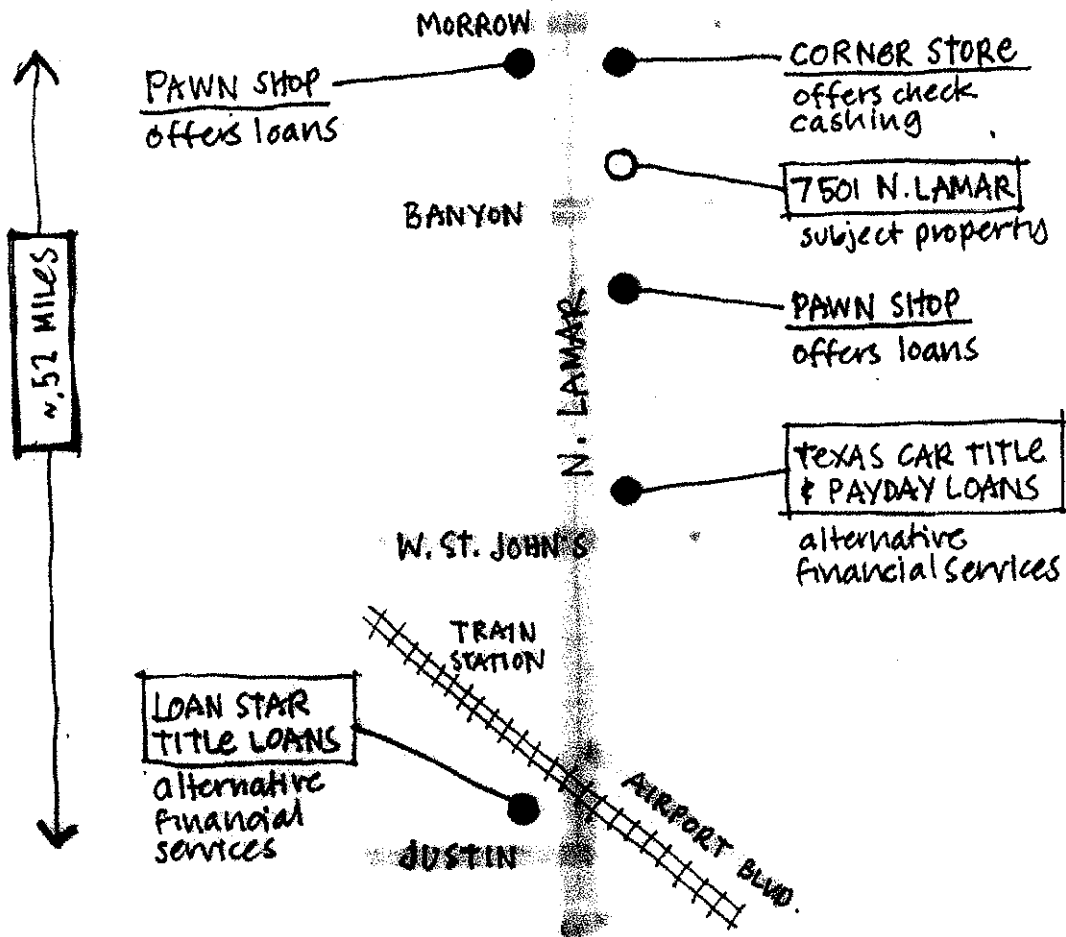 MORROW
PAWN SHOP
offers loans
CORNER STORE
offers check
cashing
7501 N. LAMAR
subject property
BANYON
~.52 MILES
N. LAMAR
PAWN SHOP
offers loans
TEXAS CAR TITLE
& PAYDAY LOANS
alternative
financial services
W. ST. JOHN'S
TRAIN
STATION
LOAN STAR
TITLE LOANS
alternative
financial
services
AIRPORT BLVD.
JUSTIN